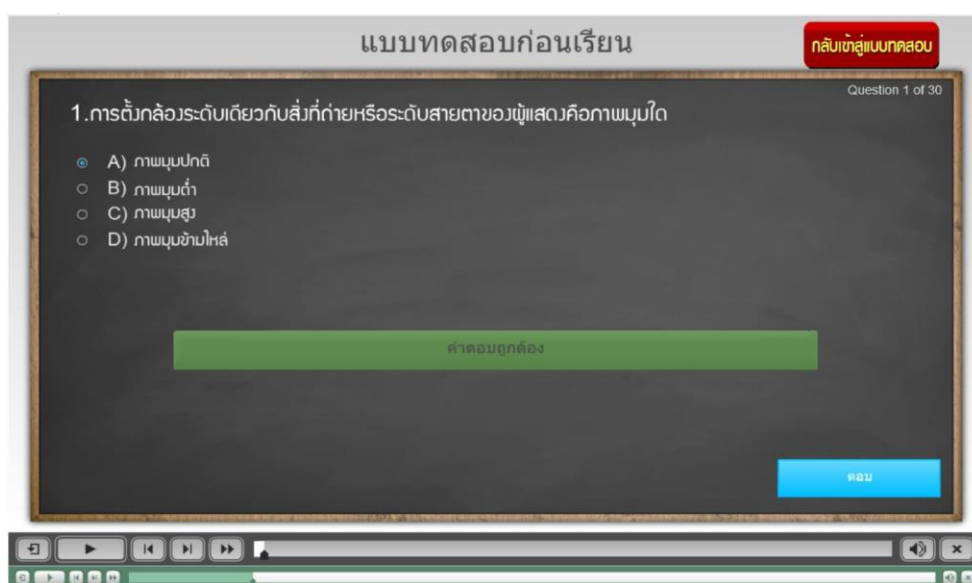 แบบทดสอบก่อนเรียน
กลับเข้าสู่แบบทดสอบ
Question 1 of 30
1.การตั้งกล้องระดับเดียวกับสิ่งที่ถ่ายหรือระดับสายตาของผู้แสดงคือภาพมุมใด
A) ภาพมุมปกติ
B) ภาพมุมต่ำ
C) ภาพมุมสูง
D) ภาพมุมข้ามไหล่
คำตอบถูกต้อง
ตอบ